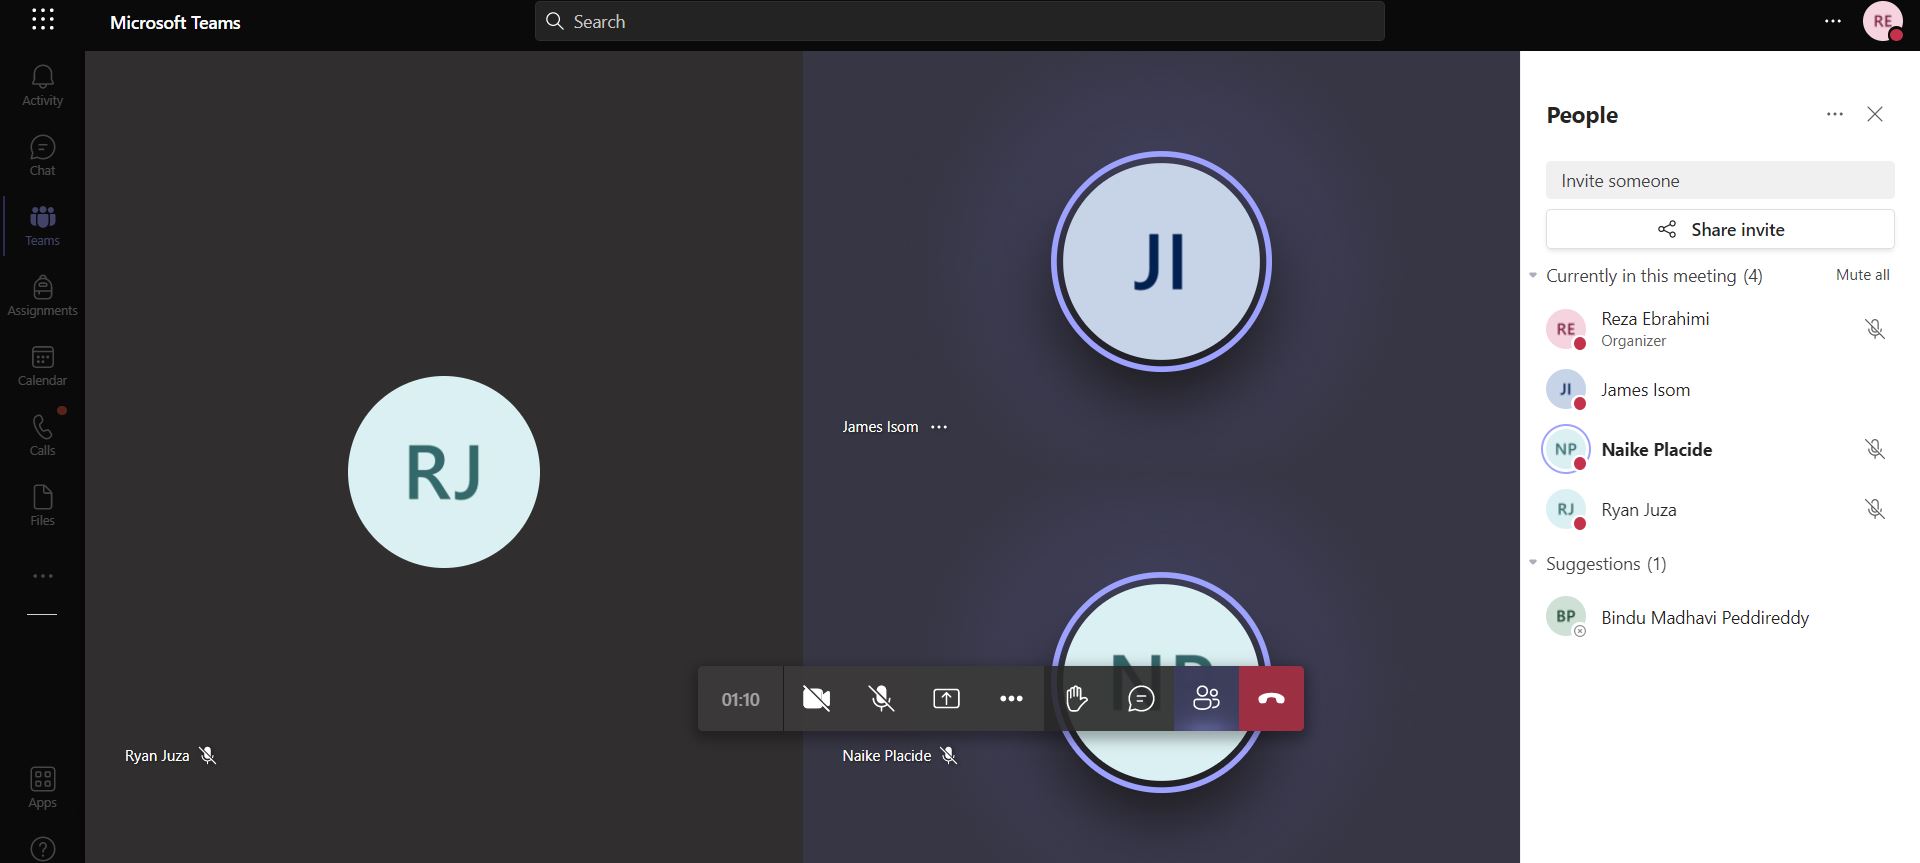 Microsoft Teams
Search
RE
Activity
Chat
Teams
Assignments
Calendar
Calls
Files
Apps
RJ
Ryan Juza
JI
James Isom
NP
Naike Placide
01:10
People
Invite someone
Share invite
Currently in this meeting (4)
Mute all
RE
Reza Ebrahimi
Organizer
JI
James Isom
NP
Naike Placide
RJ
Ryan Juza
Suggestions (1)
BP
Bindu Madhavi Peddireddy